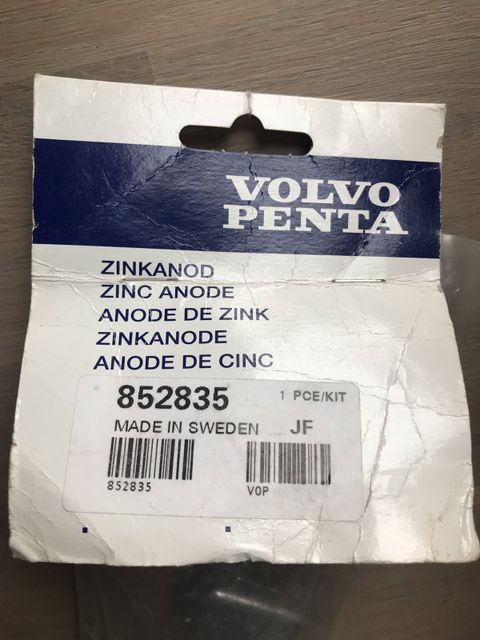 VOLVO
PENTA
ZINKANOD
ZINC ANODE
ANODE DE ZINK
ZINKANODE
ANODE DE CINC
852835 1 PCE/KIT
MADE IN SWEDEN JF
852835 VOP